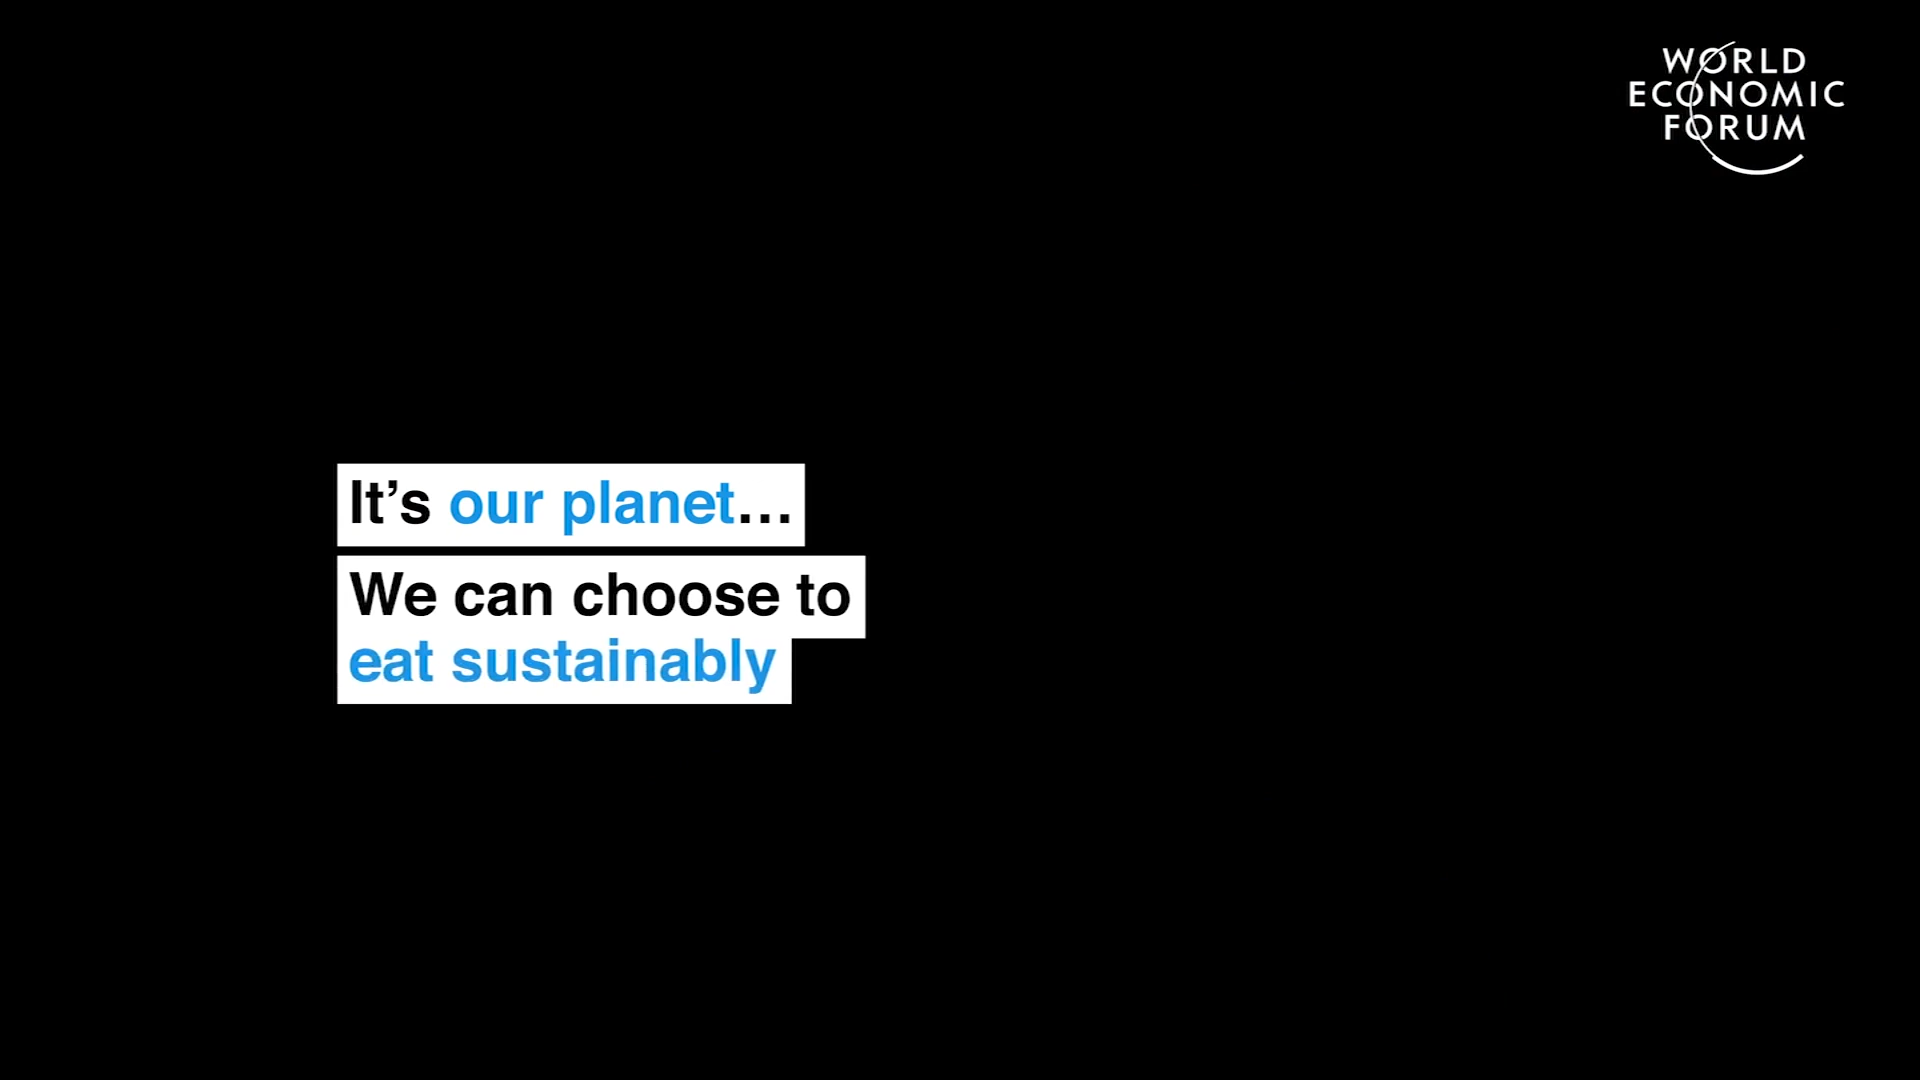 WORLD
ECONOMIC
FORUM
It’s our planet…
We can choose to
eat sustainably